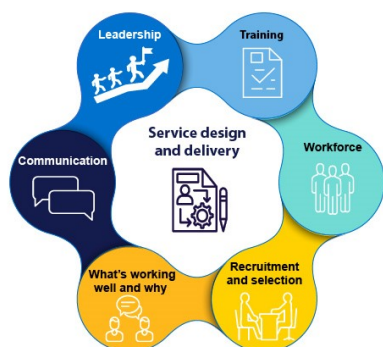 Leadership
Training
Service design
and delivery
Communication
Workforce
What's working
well and why
Recruitment
and selection